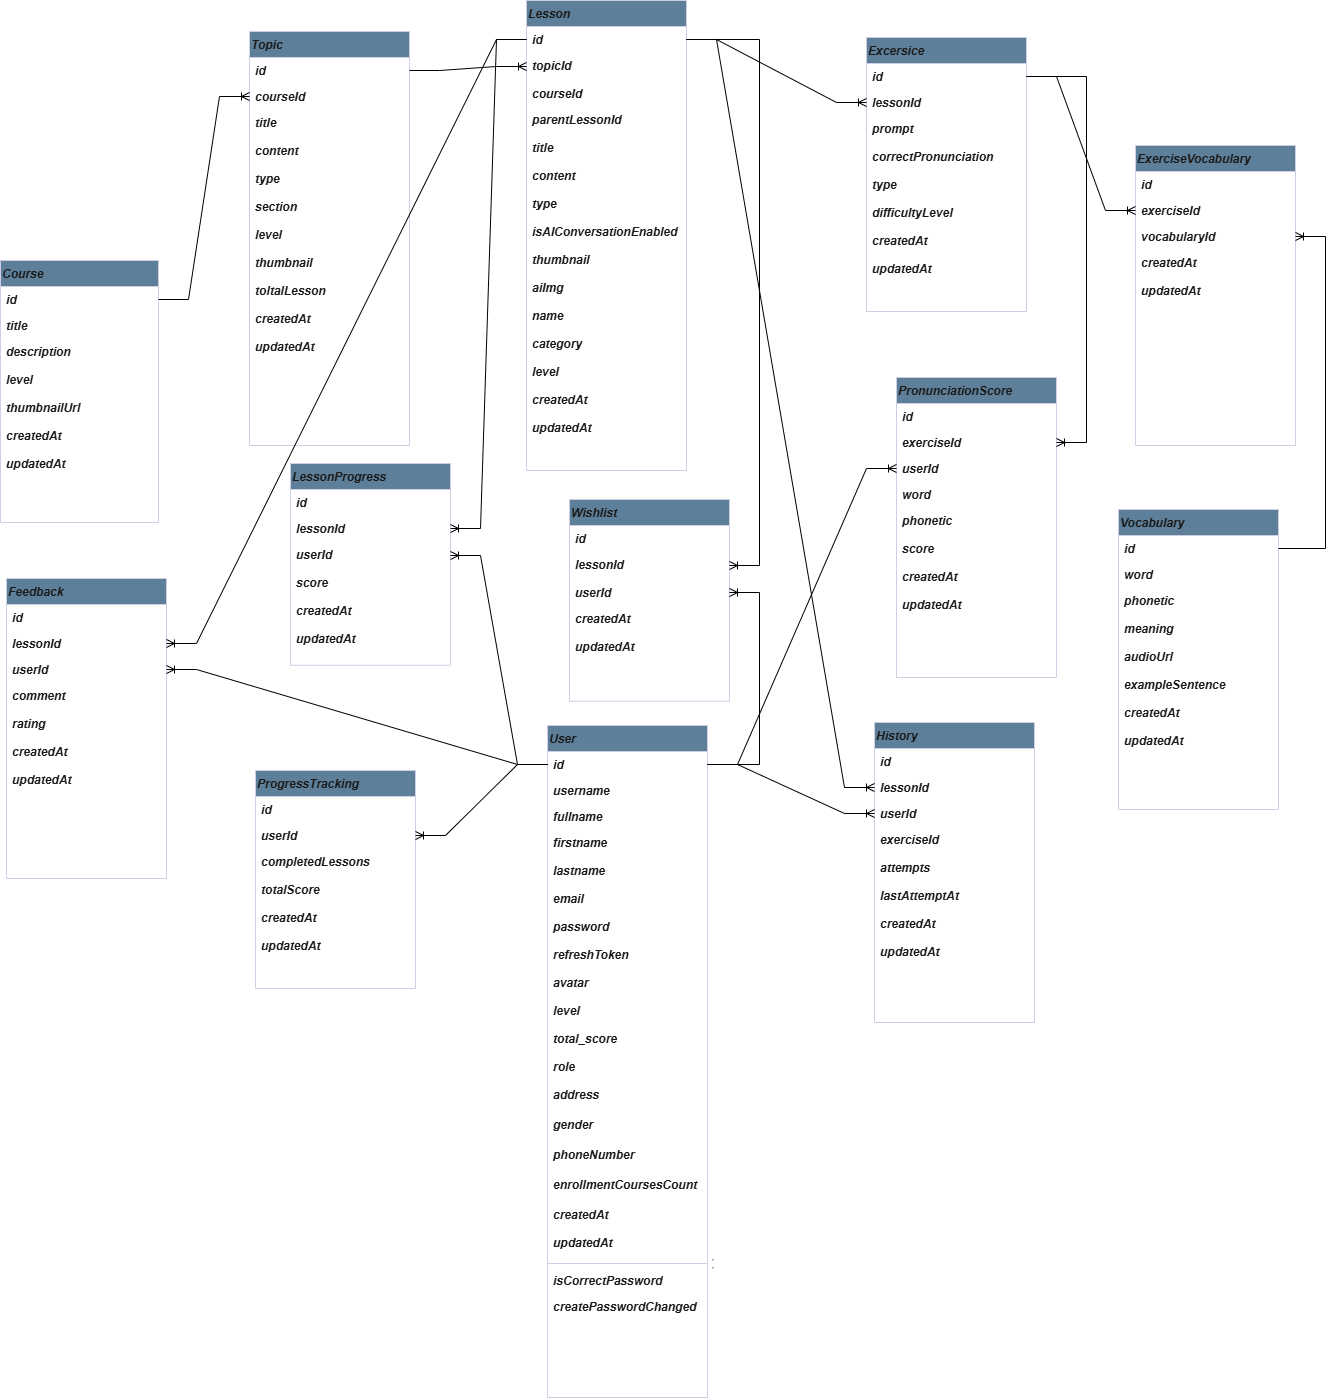 Lesson
id
topicId
courseId
parentLessonId
title
content
type
isAIConversationEnabled
thumbnail
aiImg
name
category
level
createdAt
updatedAt
Topic
id
courseId
title
content
type
section
level
thumbnail
toltalLesson
createdAt
updatedAt
Excersice
id
lessonId
prompt
correctPronunciation
type
difficultyLevel
createdAt
updatedAt
ExerciseVocabulary
id
exerciseId
vocabularyId
createdAt
updatedAt
Course
id
title
description
level
thumbnailUrl
createdAt
updatedAt
PronunciationScore
id
exerciseId
userId
word
phonetic
score
createdAt
updatedAt
LessonProgress
id
lessonId
userId
score
createdAt
updatedAt
Wishlist
id
lessonId
userId
createdAt
updatedAt
Vocabulary
id
word
phonetic
meaning
audioUrl
exampleSentence
createdAt
updatedAt
Feedback
id
lessonId
userId
comment
rating
createdAt
updatedAt
User
id
username
fullname
firstname
lastname
email
password
refreshToken
avatar
level
total_score
role
address
gender
phoneNumber
enrollmentCoursesCount
createdAt
updatedAt
:
isCorrectPassword
createPasswordChanged
History
id
lessonId
userId
exerciseId
attempts
lastAttemptAt
createdAt
updatedAt
ProgressTracking
id
userId
completedLessons
totalScore
createdAt
updatedAt